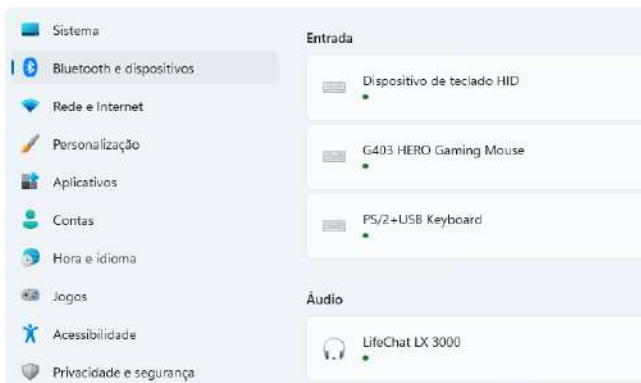 Sistema
Bluetooth e dispositivos
Rede e Internet
Personalização
Aplicativos
Contas
Hora e idioma
Jogos
Acessibilidade
Privacidade e segurança
Entrada
Dispositivo de teclado HID
G403 HERO Gaming Mouse
PS/2+USB Keyboard
Áudio
LifeChat LX 3000